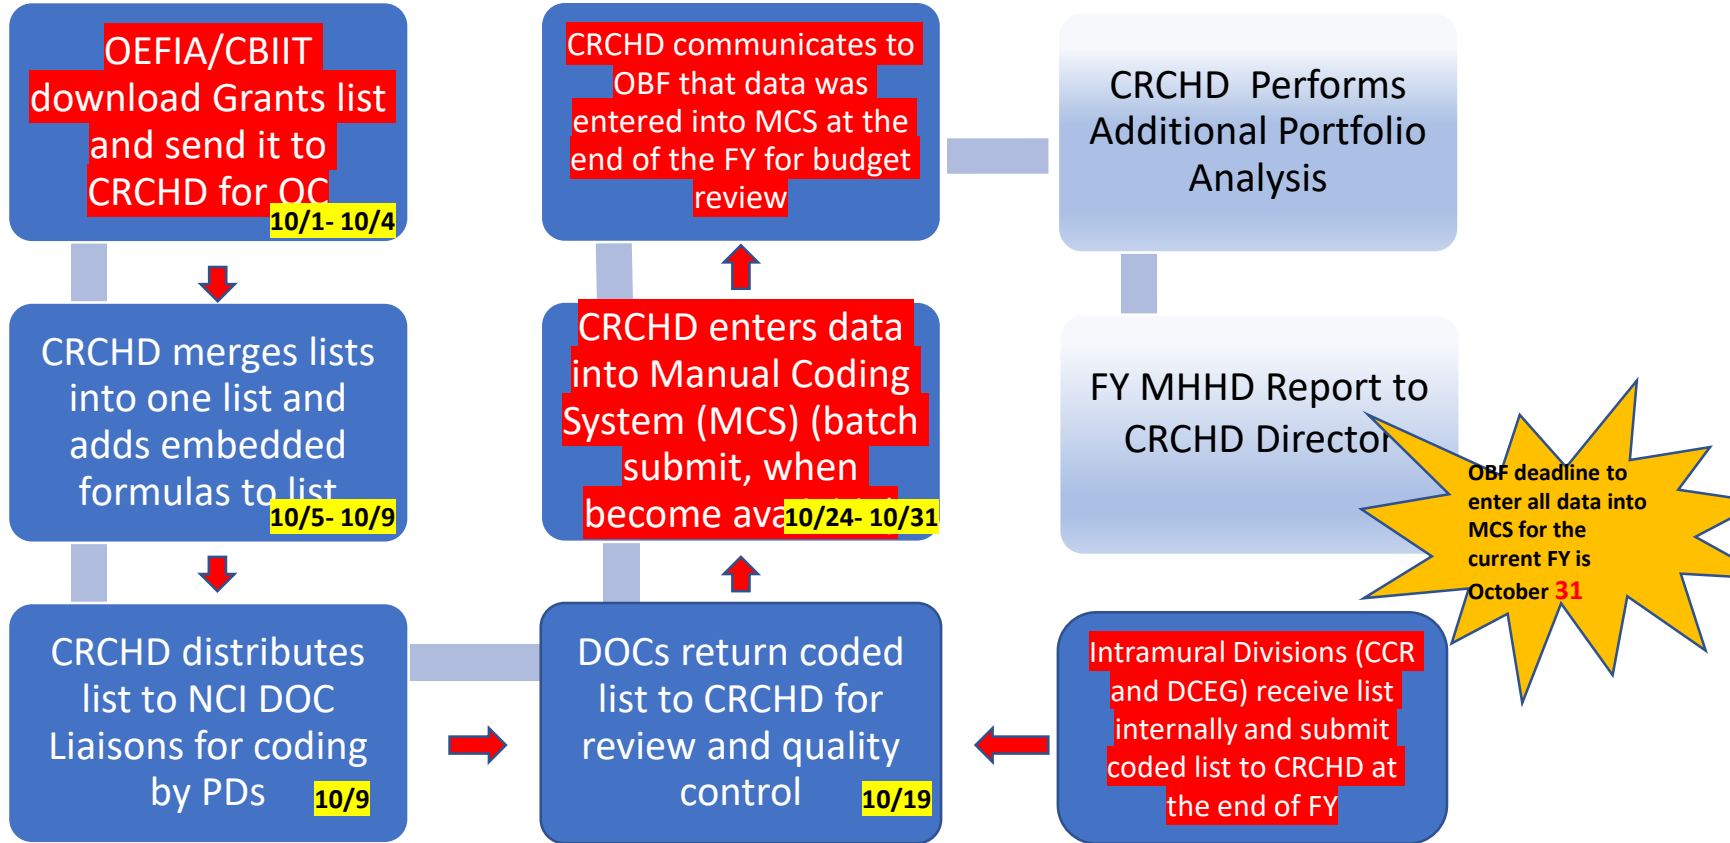 OEFIA/CBIIT
download Grants list
and send it to
CRCHD for QC
10/1- 10/4
CRCHD merges lists
into one list and
adds embedded
formulas to list
10/5- 10/9
CRCHD distributes
list to NCI DOC
Liaisons for coding
by PDs
10/9
DOCs return coded
list to CRCHD for
review and quality
control
10/19
Intramural Divisions (CCR
and DCEG) receive list
internally and submit
coded list to CRCHD at
the end of FY
CRCHD enters data
into Manual Coding
System (MCS) (batch
submit, when
become
10/24- 10/31
CRCHD communicates to
OBF that data was
entered into MCS at the
end of the FY for budget
review
CRCHD Performs
Additional Portfolio
Analysis
FY MHHD Report to
CRCHD Director
OBF deadline to
enter all data into
MCS for the
current FY is
October 31